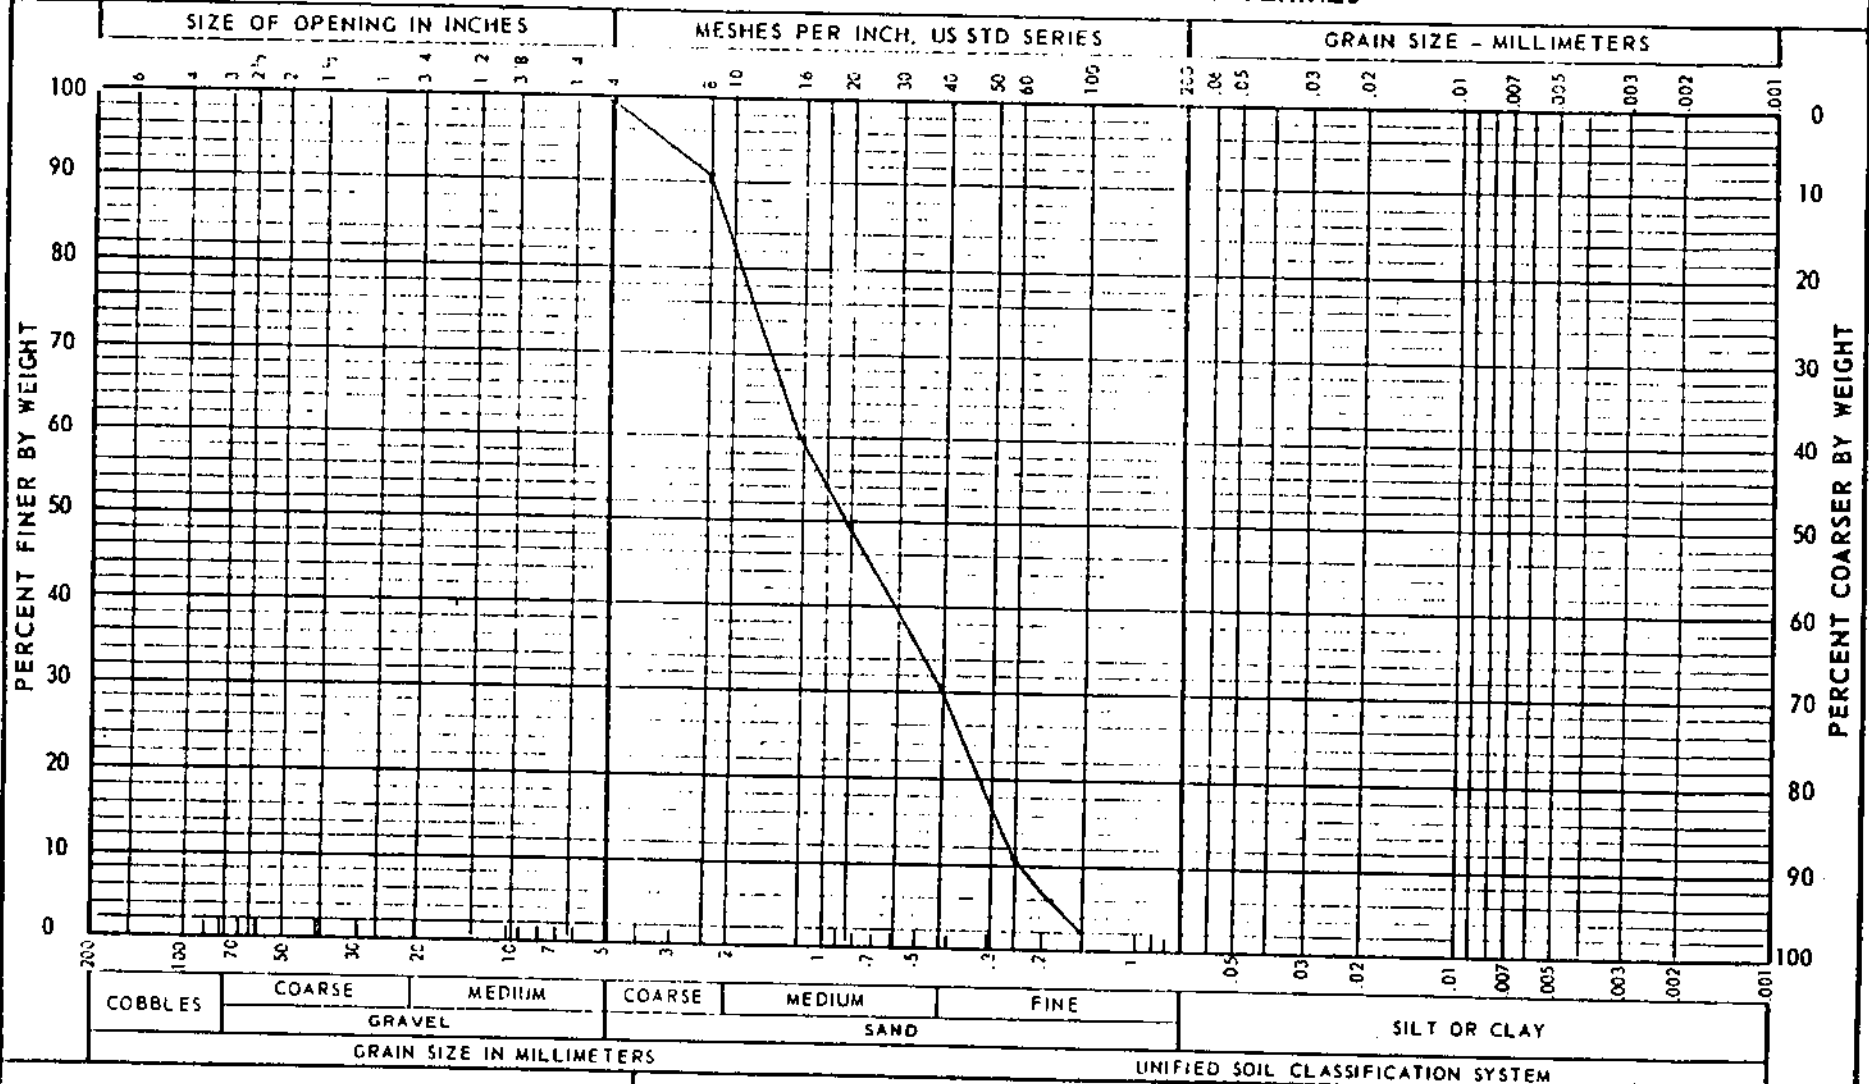 SIZE OF OPENING IN INCHES
MESHES PER INCH, US STD SERIES
GRAIN SIZE - MILLIMETERS
6 4 3 2½ 2 1½ 1 3 4 1 2 3 8 1 4 4 8 10 16 20 30 40 50 60 100 200 .06 .05 .03 .02 .01 .007 .005 .003 .002 .001
100 0
90 10
80 20
70 30
60 40
50 50
40 60
30 70
20 80
10 90
0 100
PERCENT FINER BY WEIGHT
PERCENT COARSER BY WEIGHT
200 100 70 50 30 20 10 7 5 3 2 1 .7 .5 .2 1 .05 .03 .02 .01 .007 .005 .003 .002 .001
COBBLES
COARSE
MEDIUM
COARSE
MEDIUM
FINE
GRAVEL
SAND
SILT OR CLAY
GRAIN SIZE IN MILLIMETERS
UNIFIED SOIL CLASSIFICATION SYSTEM